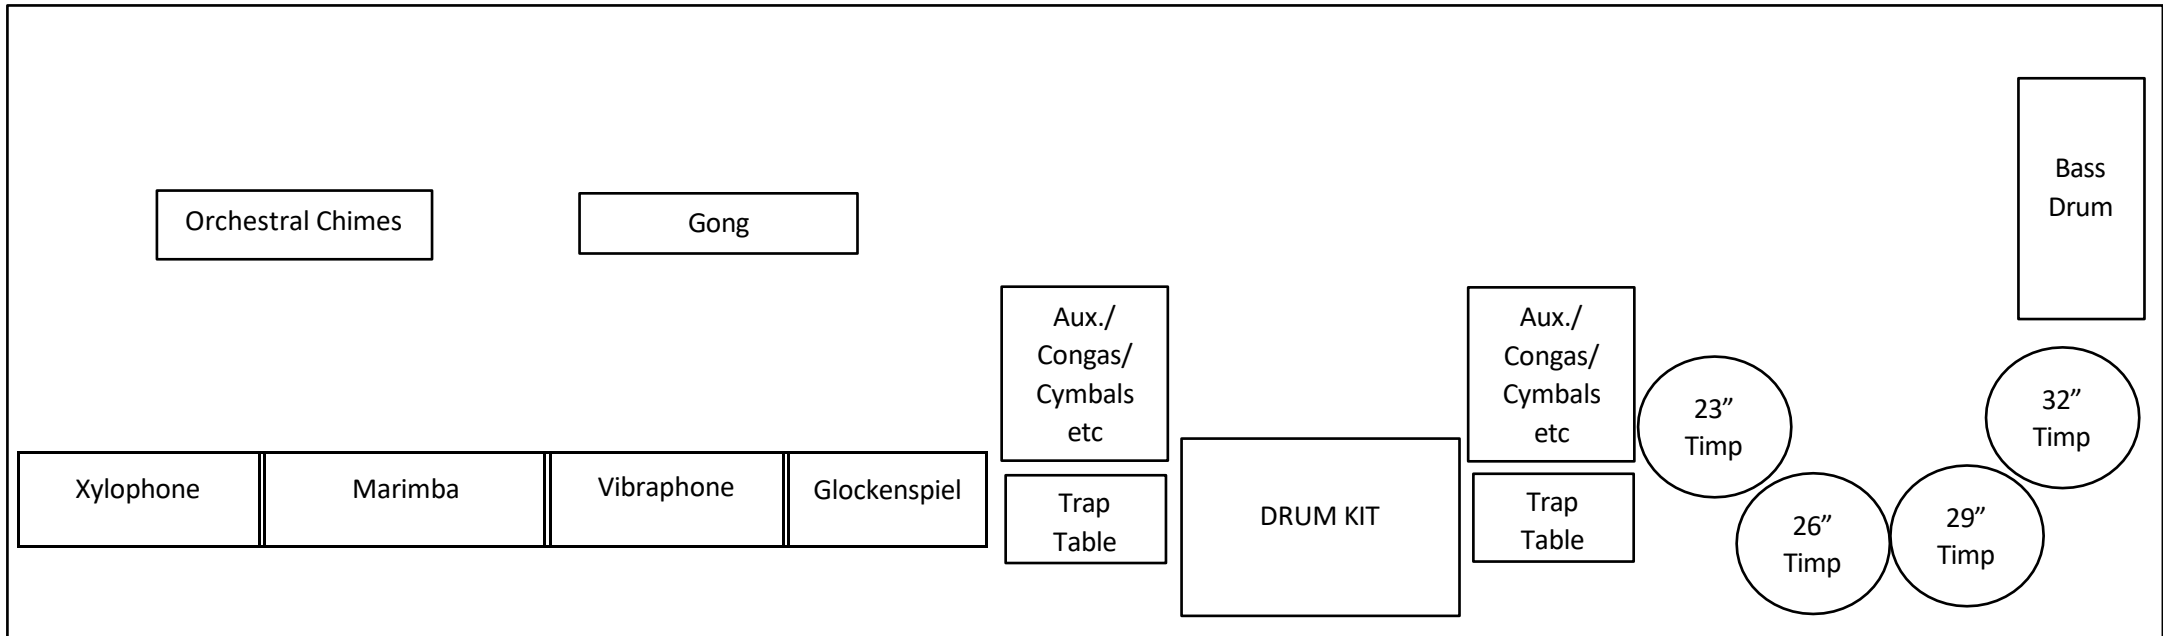 Bass
Drum
Orchestral Chimes
Gong
Aux./
Congas/
Cymbals
etc
Aux./
Congas/
Cymbals
etc
23”
Timp
32”
Timp
Xylophone
Marimba
Vibraphone
Glockenspiel
Trap
Table
DRUM KIT
Trap
Table
26”
Timp
29”
Timp